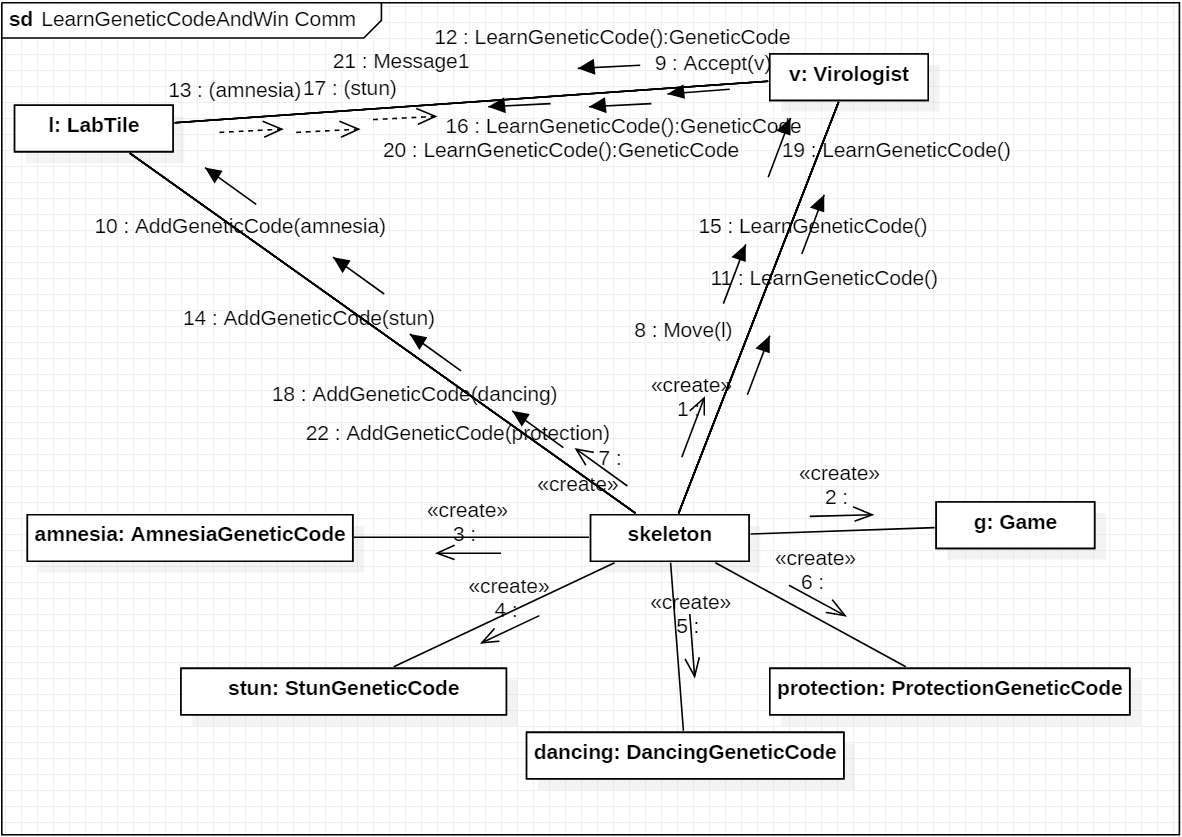 sd LearnGeneticCodeAndWin Comm
12 : LearnGeneticCode():GeneticCode
21 : Message1
9 : Accept(v)
v: Virologist
13 : (amnesia)
17 : (stun)
l: LabTile
16 : LearnGeneticCode():GeneticCode
20 : LearnGeneticCode():GeneticCode
19 : LearnGeneticCode()
10 : AddGeneticCode(amnesia)
15 : LearnGeneticCode()
11 : LearnGeneticCode()
14 : AddGeneticCode(stun)
8 : Move(l)
18 : AddGeneticCode(dancing)
«create»
1 :
22 : AddGeneticCode(protection)
7 :
«create»
«create»
2 :
g: Game
«create»
3 :
amnesia: AmnesiaGeneticCode
skeleton
«create»
6 :
«create»
4 :
«create»
5 :
stun: StunGeneticCode
protection: ProtectionGeneticCode
dancing: DancingGeneticCode